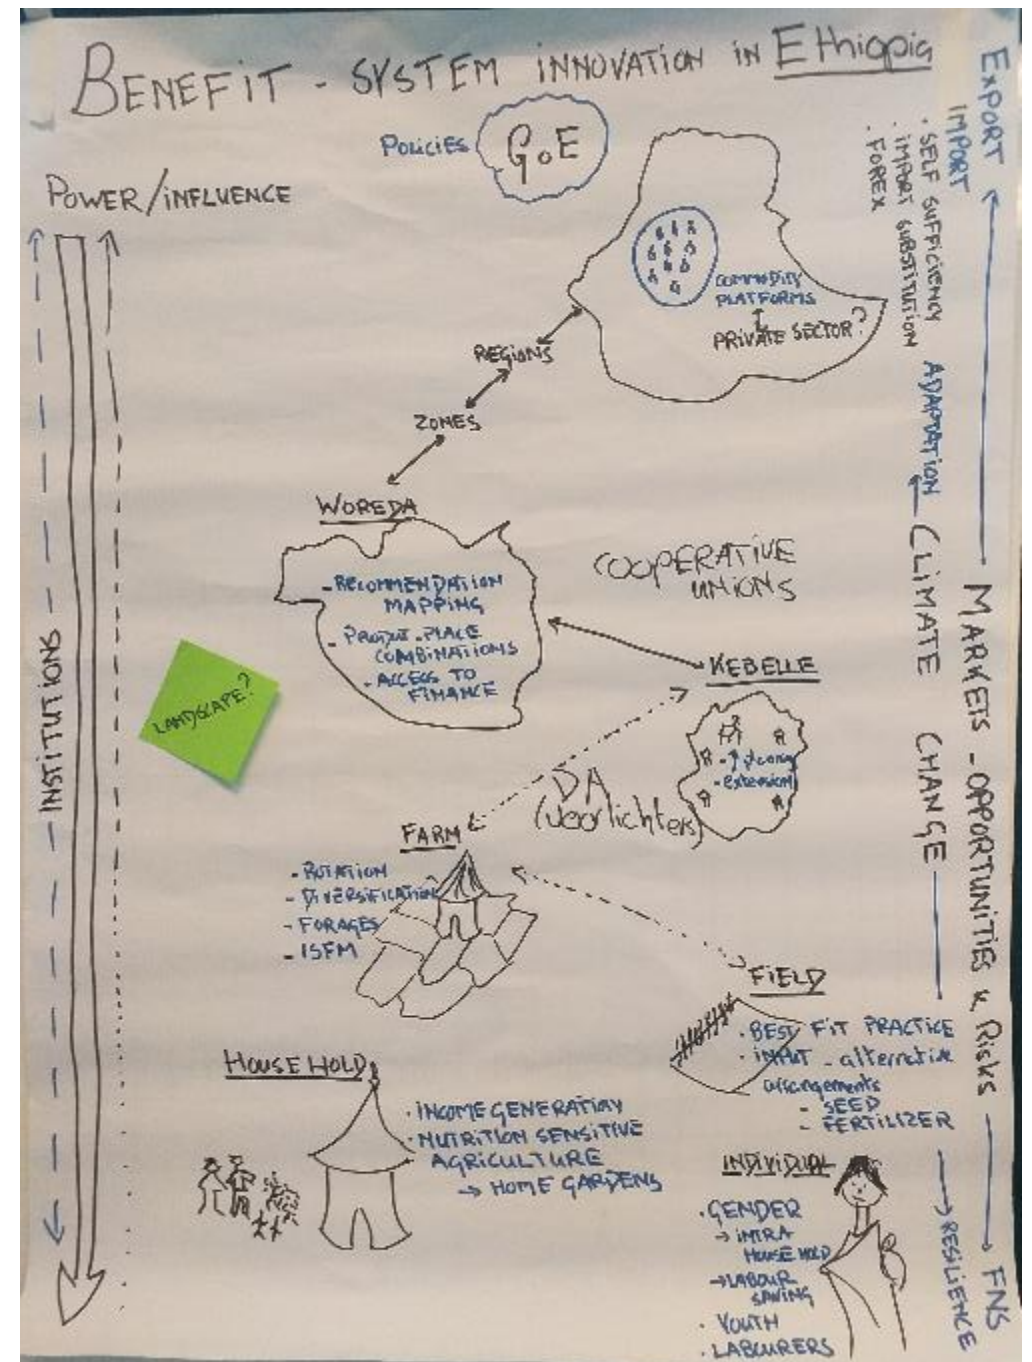 BENEFIT - SYSTEM INNOVATION IN Ethiopia
POLICIES
GoE
POWER/INFLUENCE
COMMODITY
PLATFORMS
PRIVATE SECTOR?
REGIONS
ZONES
WOREDA
- RECOMMENDATION
MAPPING
- PLACE
COMBINATIONS
- ACCESS TO
FINANCE
COOPERATIVE
UNIONS
KEBELLE
- extension
DA
(voorlichters)
LANDSCAPE?
INSTITUTIONS
FARM
- ROTATION
- DIVERSIFICATION
- FORAGES
- ISFM
FIELD
· BEST FIT PRACTICE
· INPUT - alternative
arrangements
- SEED
- FERTILIZER
HOUSEHOLD
· INCOME GENERATION
· NUTRITION SENSITIVE
AGRICULTURE
→ HOME GARDENS
INDIVIDUAL
· GENDER
→ INTRA
HOUSEHOLD
→ LABOUR
SAVING
· YOUTH
· LABOURERS
EXPORT
IMPORT
· SELF SUFFICIENCY
· IMPORT SUBSTITUTION
· FOREX
ADAPTATION
CLIMATE CHANGE
RESILIENCE
MARKETS - OPPORTUNITIES & Risks
FNS